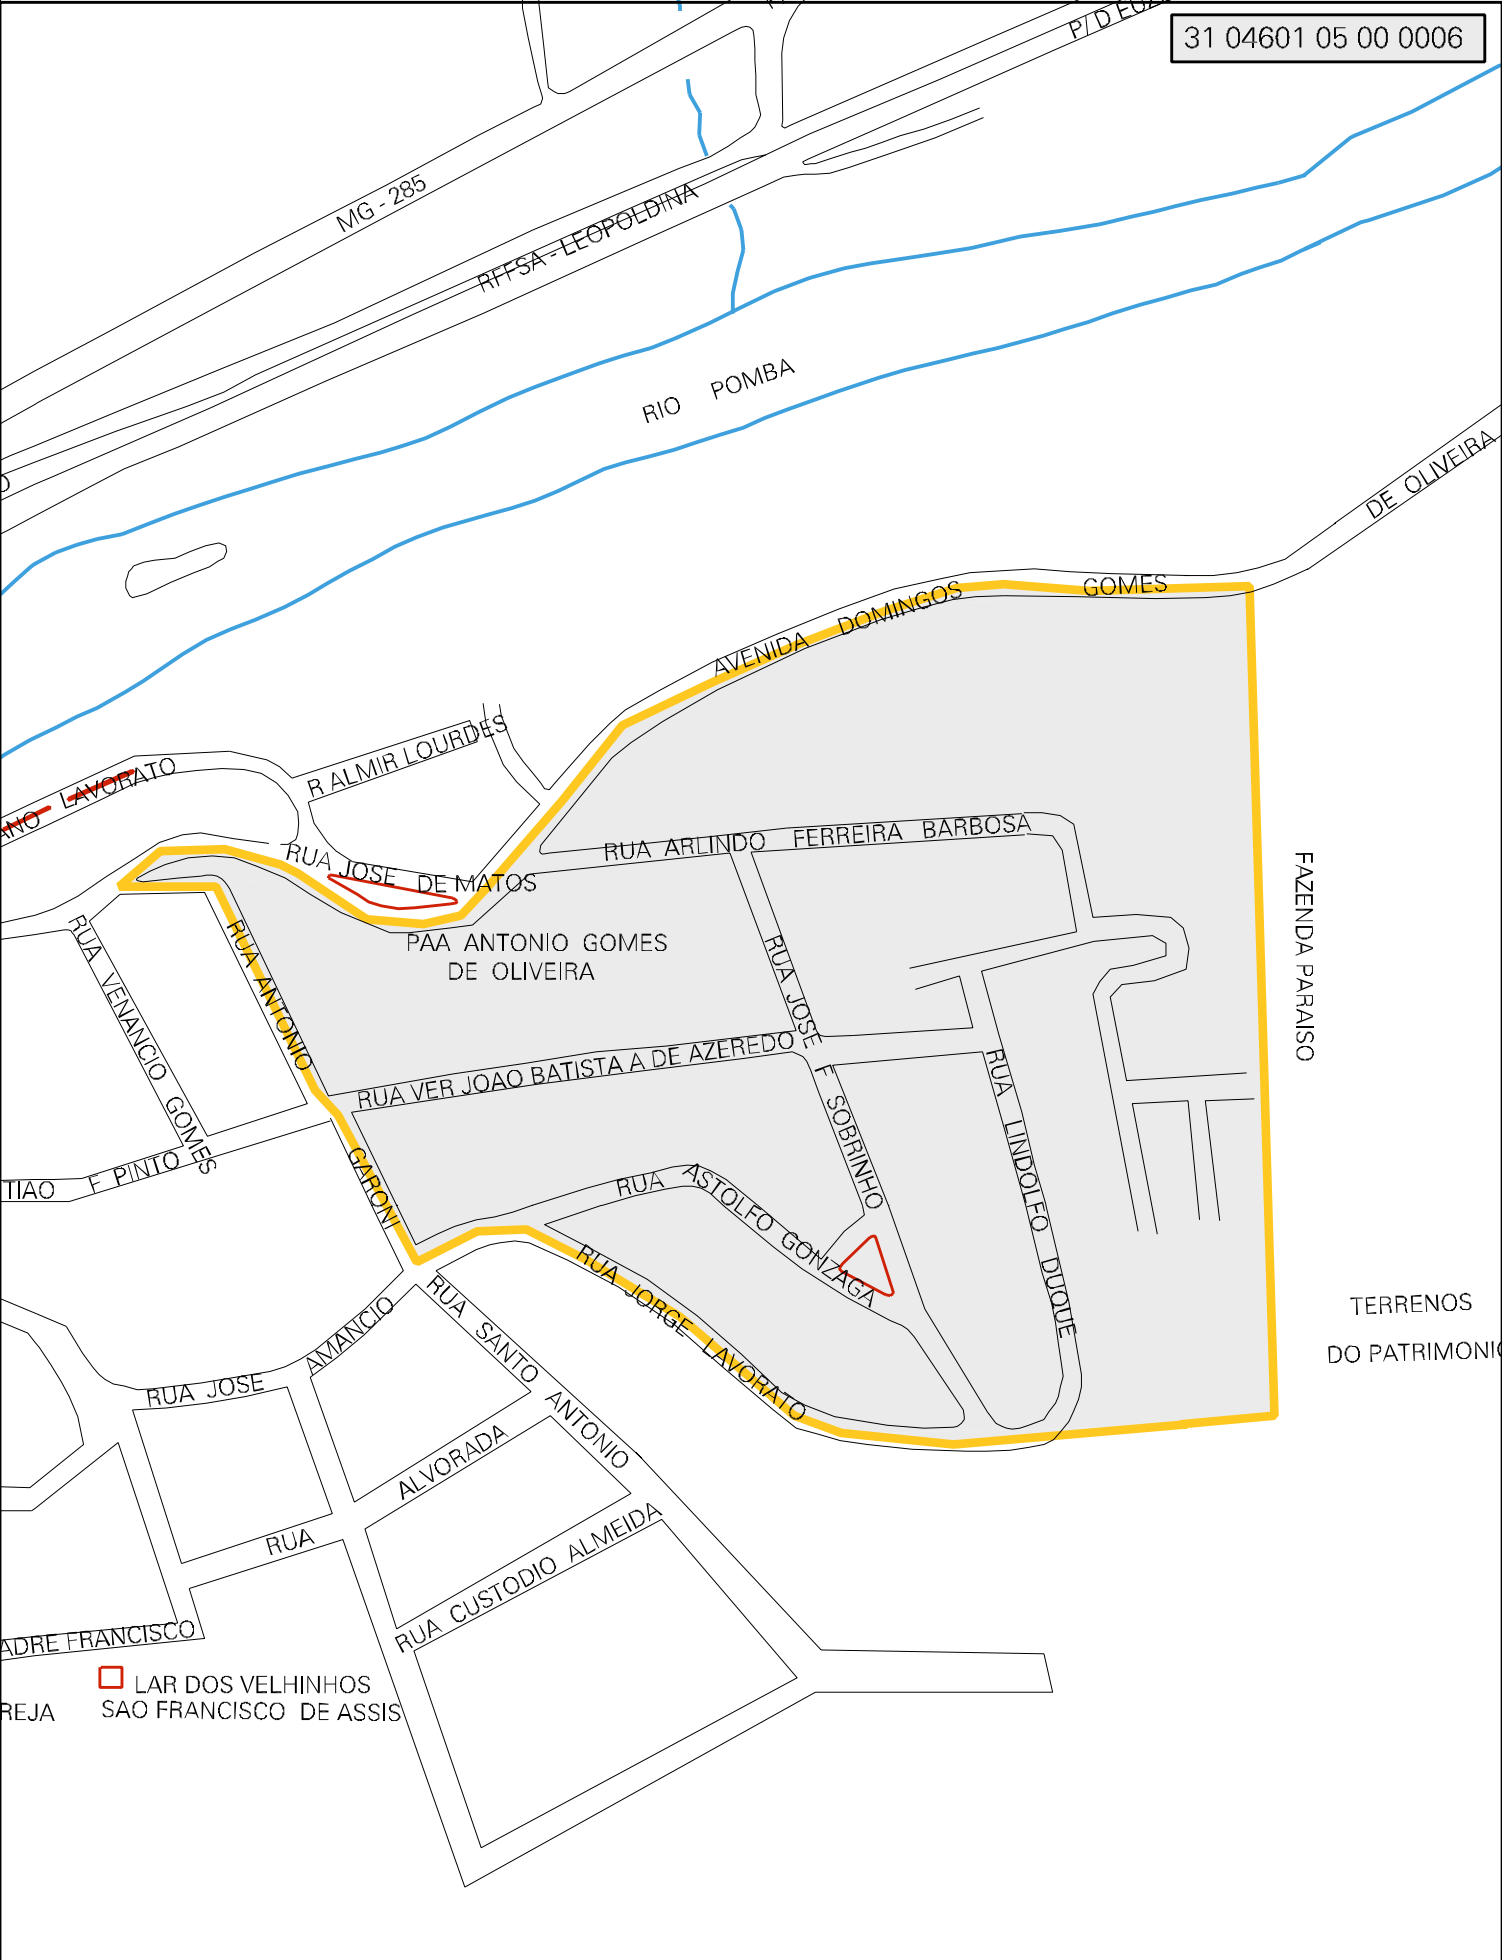 31 04601 05 00 0006
MG - 285
RFFSA - LEOPOLDINA
RIO POMBA
AVENIDA DOMINGOS GOMES DE OLIVEIRA
R ALMIR LOURDES
LAVORATO
RUA JOSE DE MATOS
RUA ARLINDO FERREIRA BARBOSA
PAA ANTONIO GOMES
DE OLIVEIRA
FAZENDA PARAISO
RUA VENANCIO GOMES
RUA ANTONIO GARONI
RUA JOSE F SOBRINHO
RUA VER JOAO BATISTA A DE AZEREDO
RUA LINDOLFO DUQUE
TIAO F PINTO
RUA ASTOLFO GONZAGA
RUA JORGE LAVORATO
TERRENOS
DO PATRIMONIO
RUA SANTO ANTONIO
RUA JOSE AMANCIO
RUA ALVORADA
RUA CUSTODIO ALMEIDA
ADRE FRANCISCO
LAR DOS VELHINHOS
SAO FRANCISCO DE ASSIS
REJA